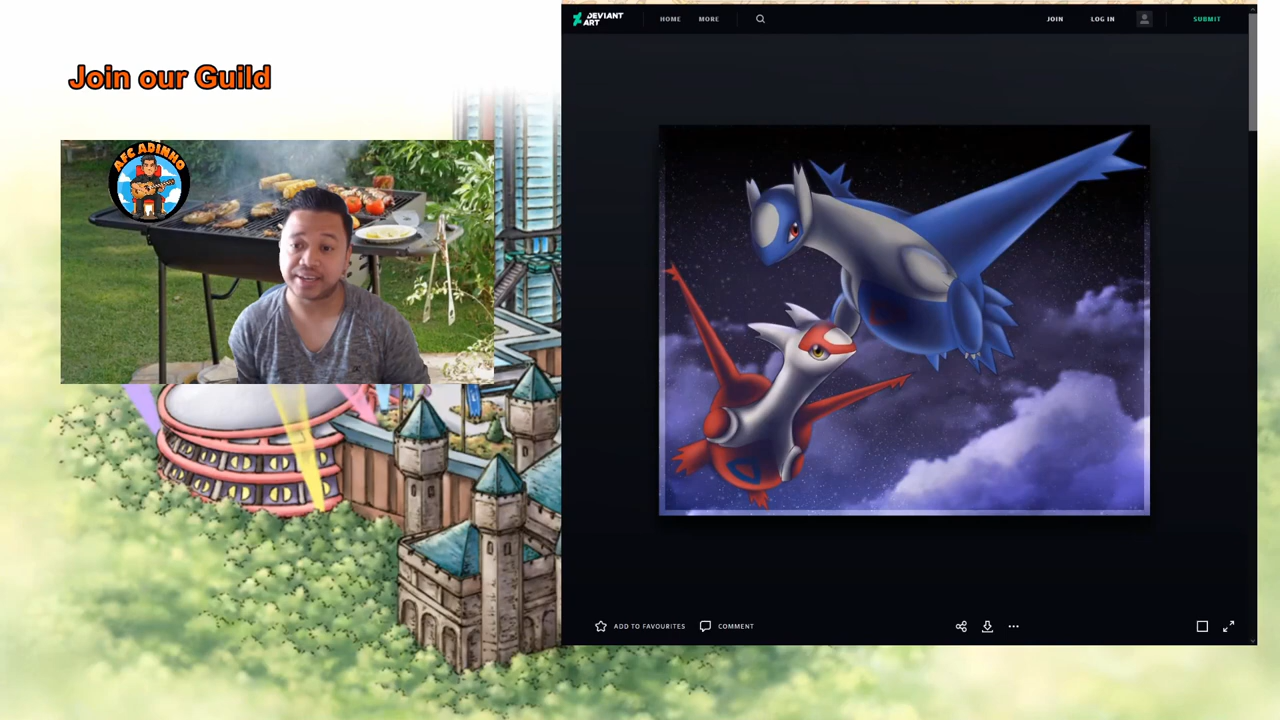 DEVIANT
ART
HOME
MORE
JOIN
LOG IN
SUBMIT
Join our Guild
AFC ADINHO
ADD TO FAVOURITES
COMMENT